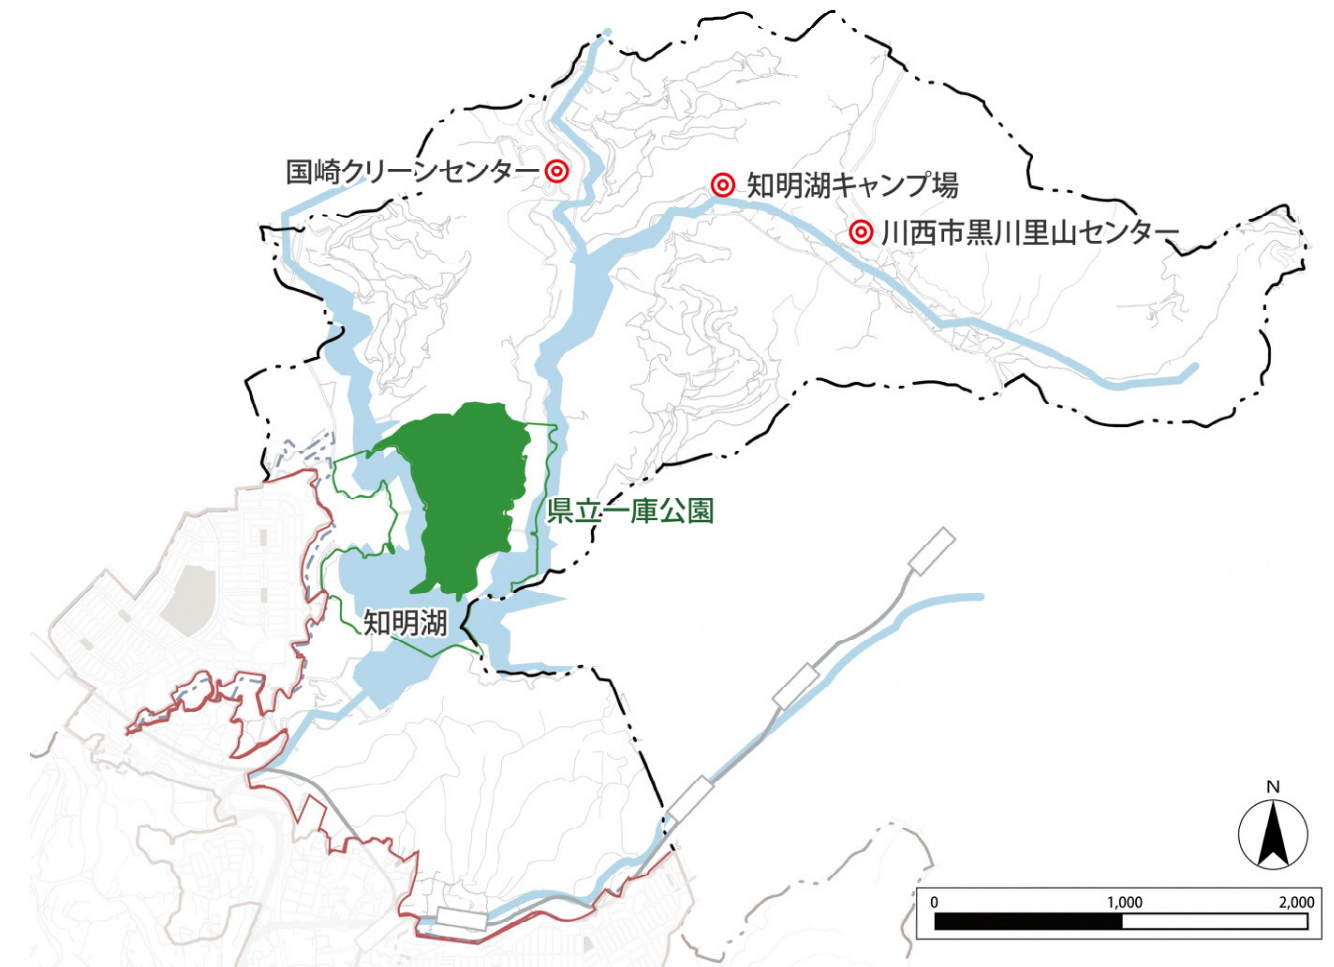 国崎クリーンセンター
知明湖キャンプ場
川西市黒川里山センター
県立一庫公園
知明湖
N
0 1,000 2,000